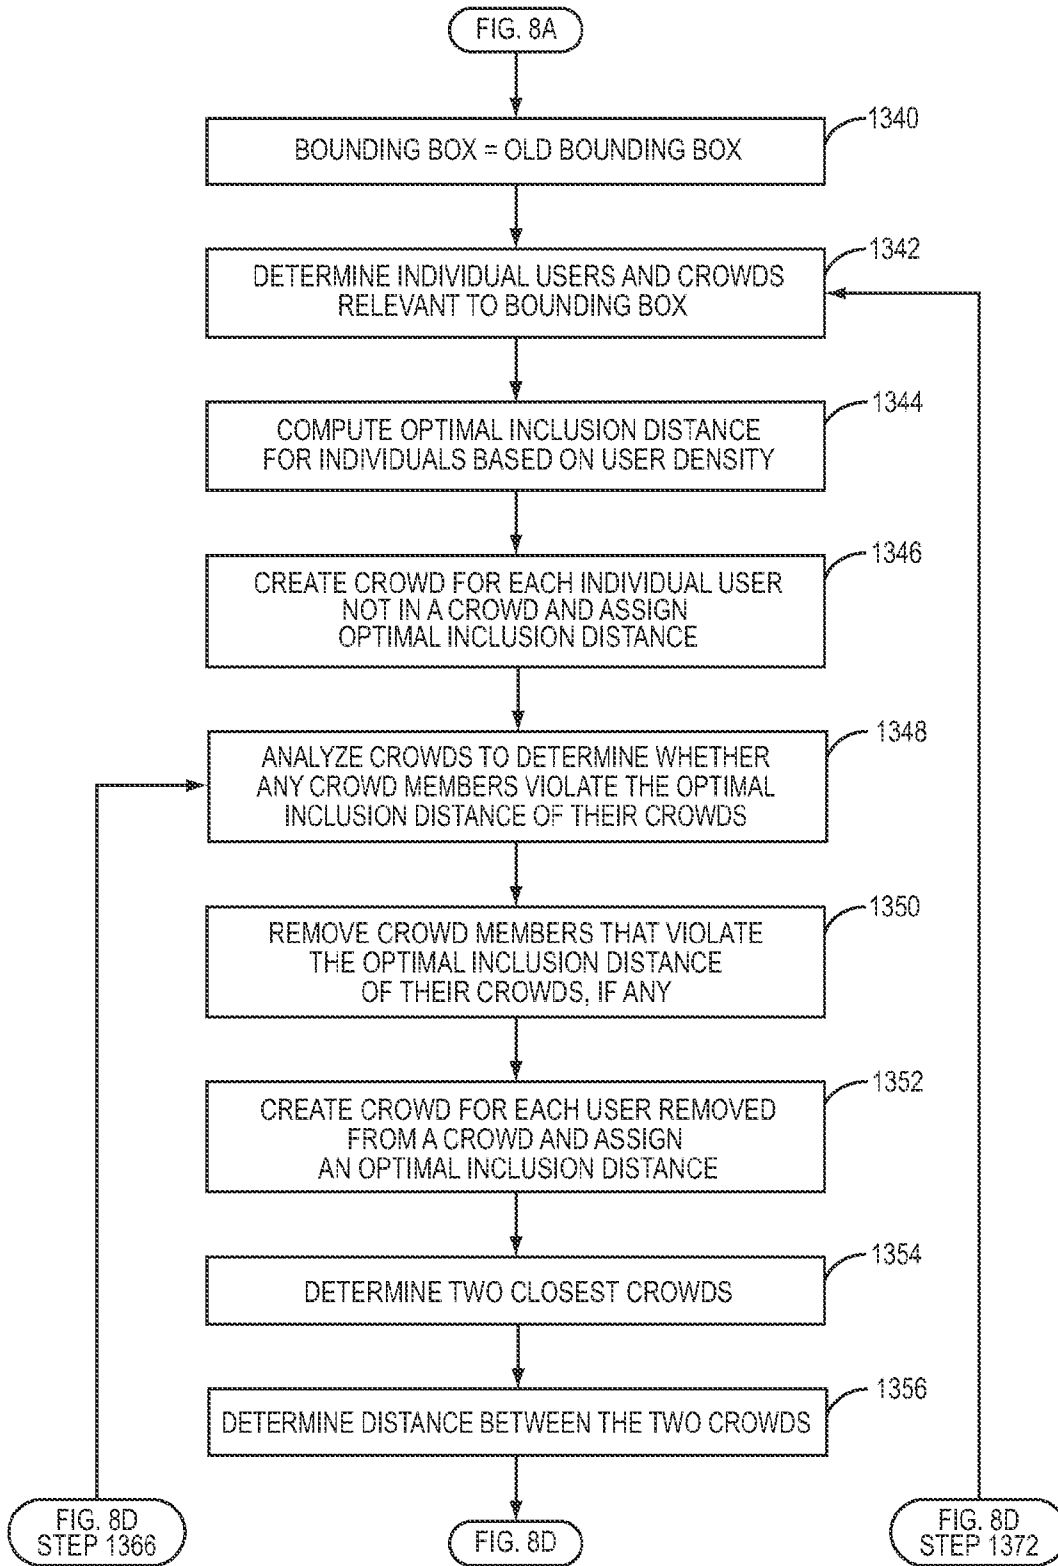 FIG. 8A
1340
BOUNDING BOX = OLD BOUNDING BOX
1342
DETERMINE INDIVIDUAL USERS AND CROWDS
RELEVANT TO BOUNDING BOX
1344
COMPUTE OPTIMAL INCLUSION DISTANCE
FOR INDIVIDUALS BASED ON USER DENSITY
1346
CREATE CROWD FOR EACH INDIVIDUAL USER
NOT IN A CROWD AND ASSIGN
OPTIMAL INCLUSION DISTANCE
1348
ANALYZE CROWDS TO DETERMINE WHETHER
ANY CROWD MEMBERS VIOLATE THE OPTIMAL
INCLUSION DISTANCE OF THEIR CROWDS
1350
REMOVE CROWD MEMBERS THAT VIOLATE
THE OPTIMAL INCLUSION DISTANCE
OF THEIR CROWDS, IF ANY
1352
CREATE CROWD FOR EACH USER REMOVED
FROM A CROWD AND ASSIGN
AN OPTIMAL INCLUSION DISTANCE
1354
DETERMINE TWO CLOSEST CROWDS
1356
DETERMINE DISTANCE BETWEEN THE TWO CROWDS
FIG. 8D
STEP 1366
FIG. 8D
FIG. 8D
STEP 1372